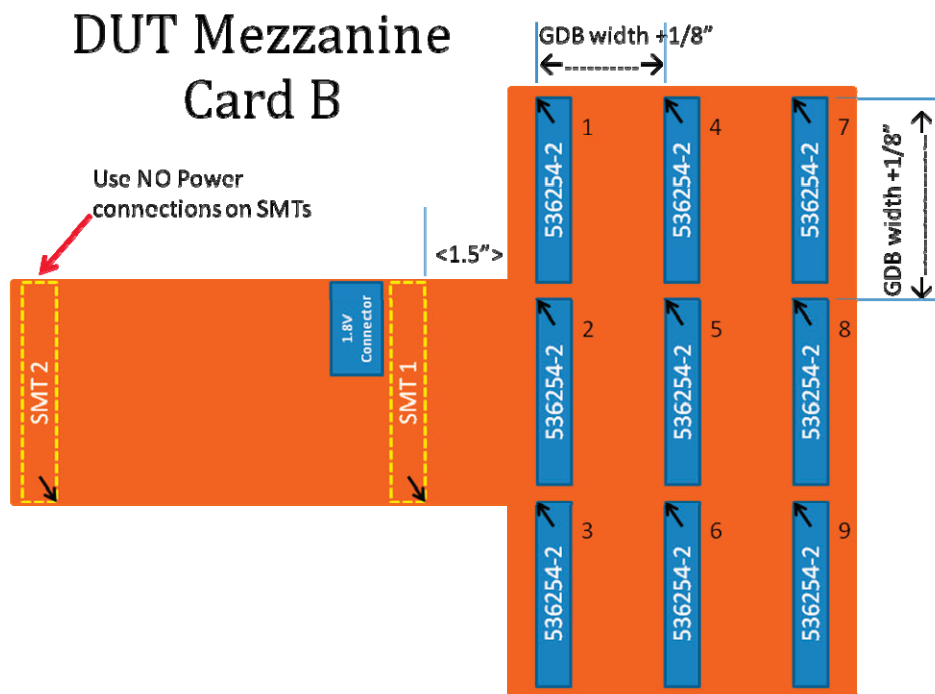 DUT Mezzanine
Card B
GDB width +1/8”
Use NO Power
connections on SMTs
<1.5”>
GDB width +1/8”
SMT 2
1.8V
Connector
SMT 1
536254-2
1
536254-2
4
536254-2
7
536254-2
2
536254-2
5
536254-2
8
536254-2
3
536254-2
6
536254-2
9